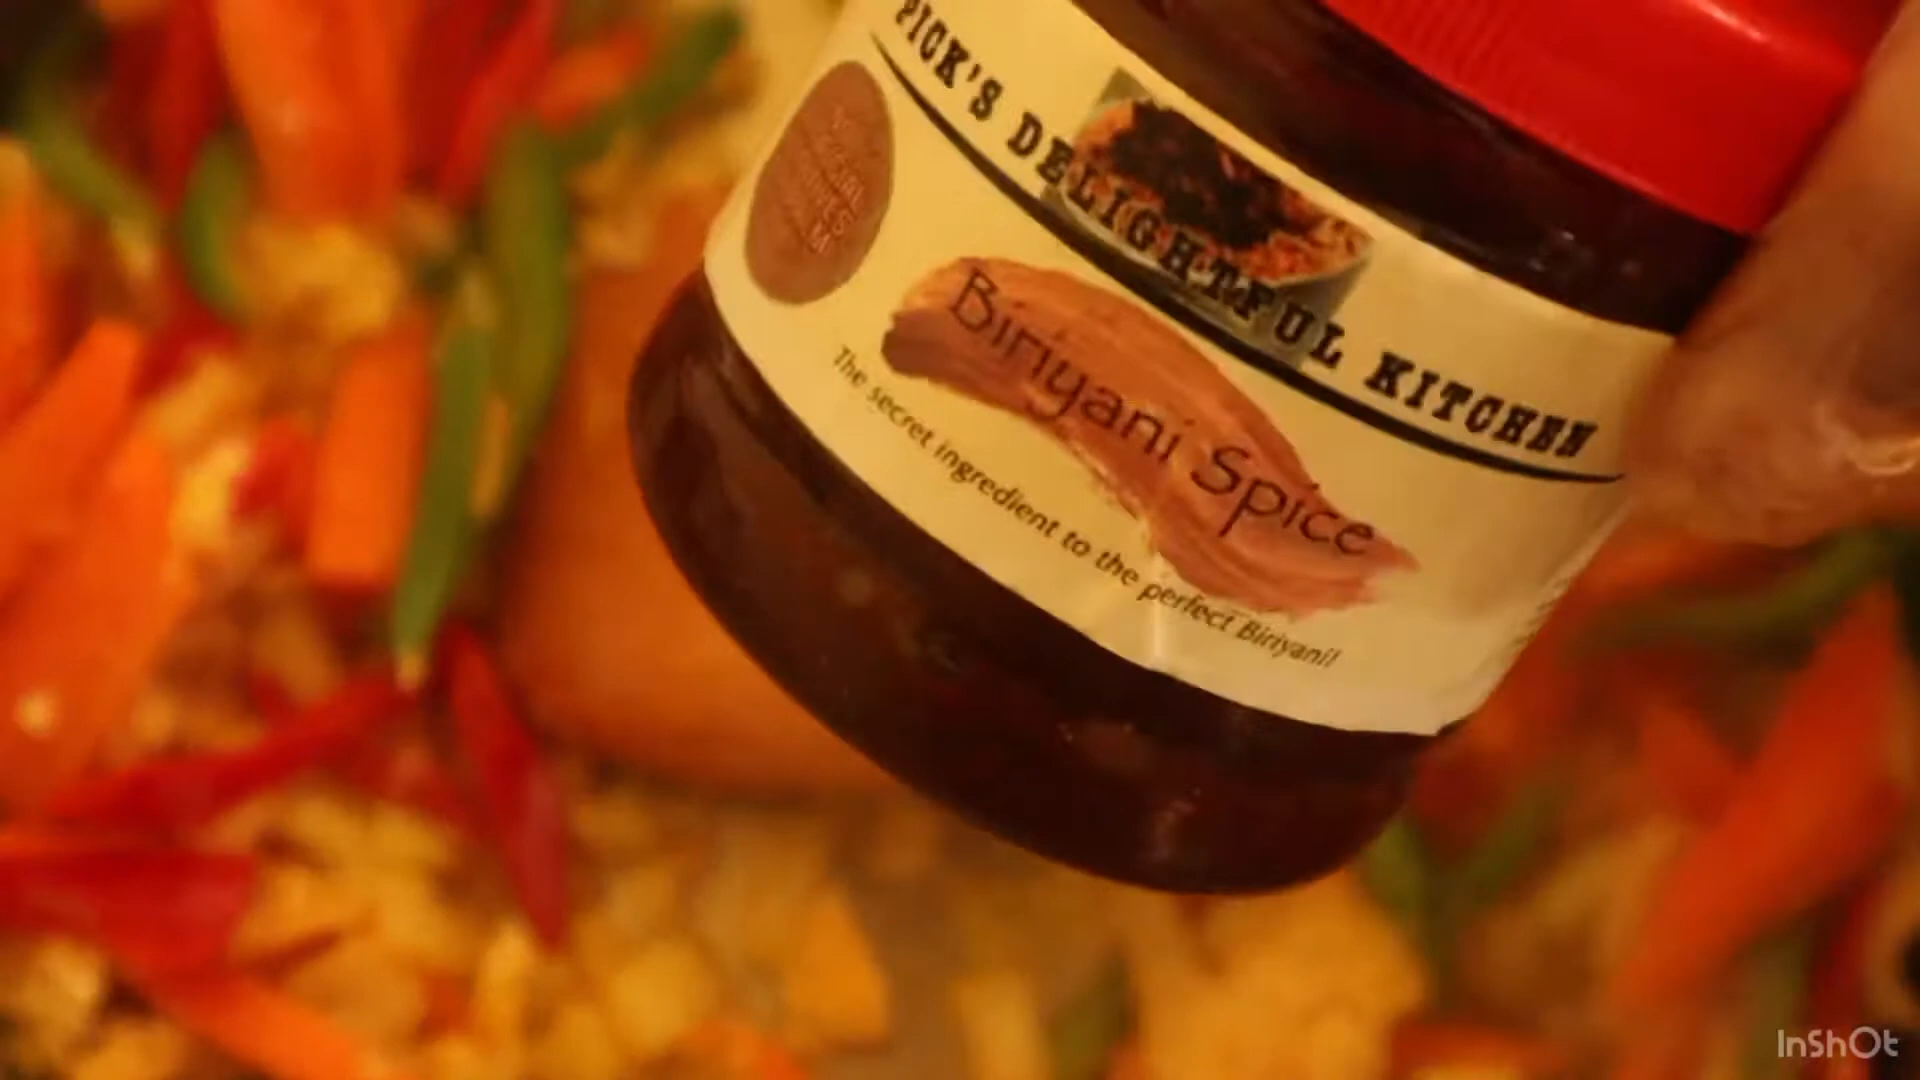 PICK'S DELIGHTFUL KITCHEN
Biriyani Spice
The secret ingredient to the perfect Biriyani!
InShOt